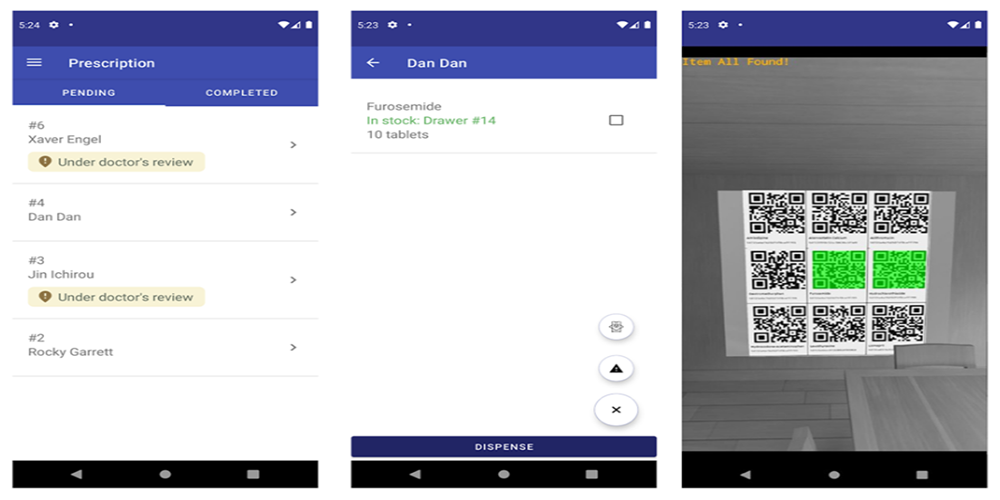 5:24
Prescription
PENDING
COMPLETED
#6
Xaver Engel
Under doctor's review
#4
Dan Dan
#3
Jin Ichirou
Under doctor's review
#2
Rocky Garrett
5:23
Dan Dan
Furosemide
In stock: Drawer #14
10 tablets
DISPENSE
5:23
Item All Found!
Furosemide